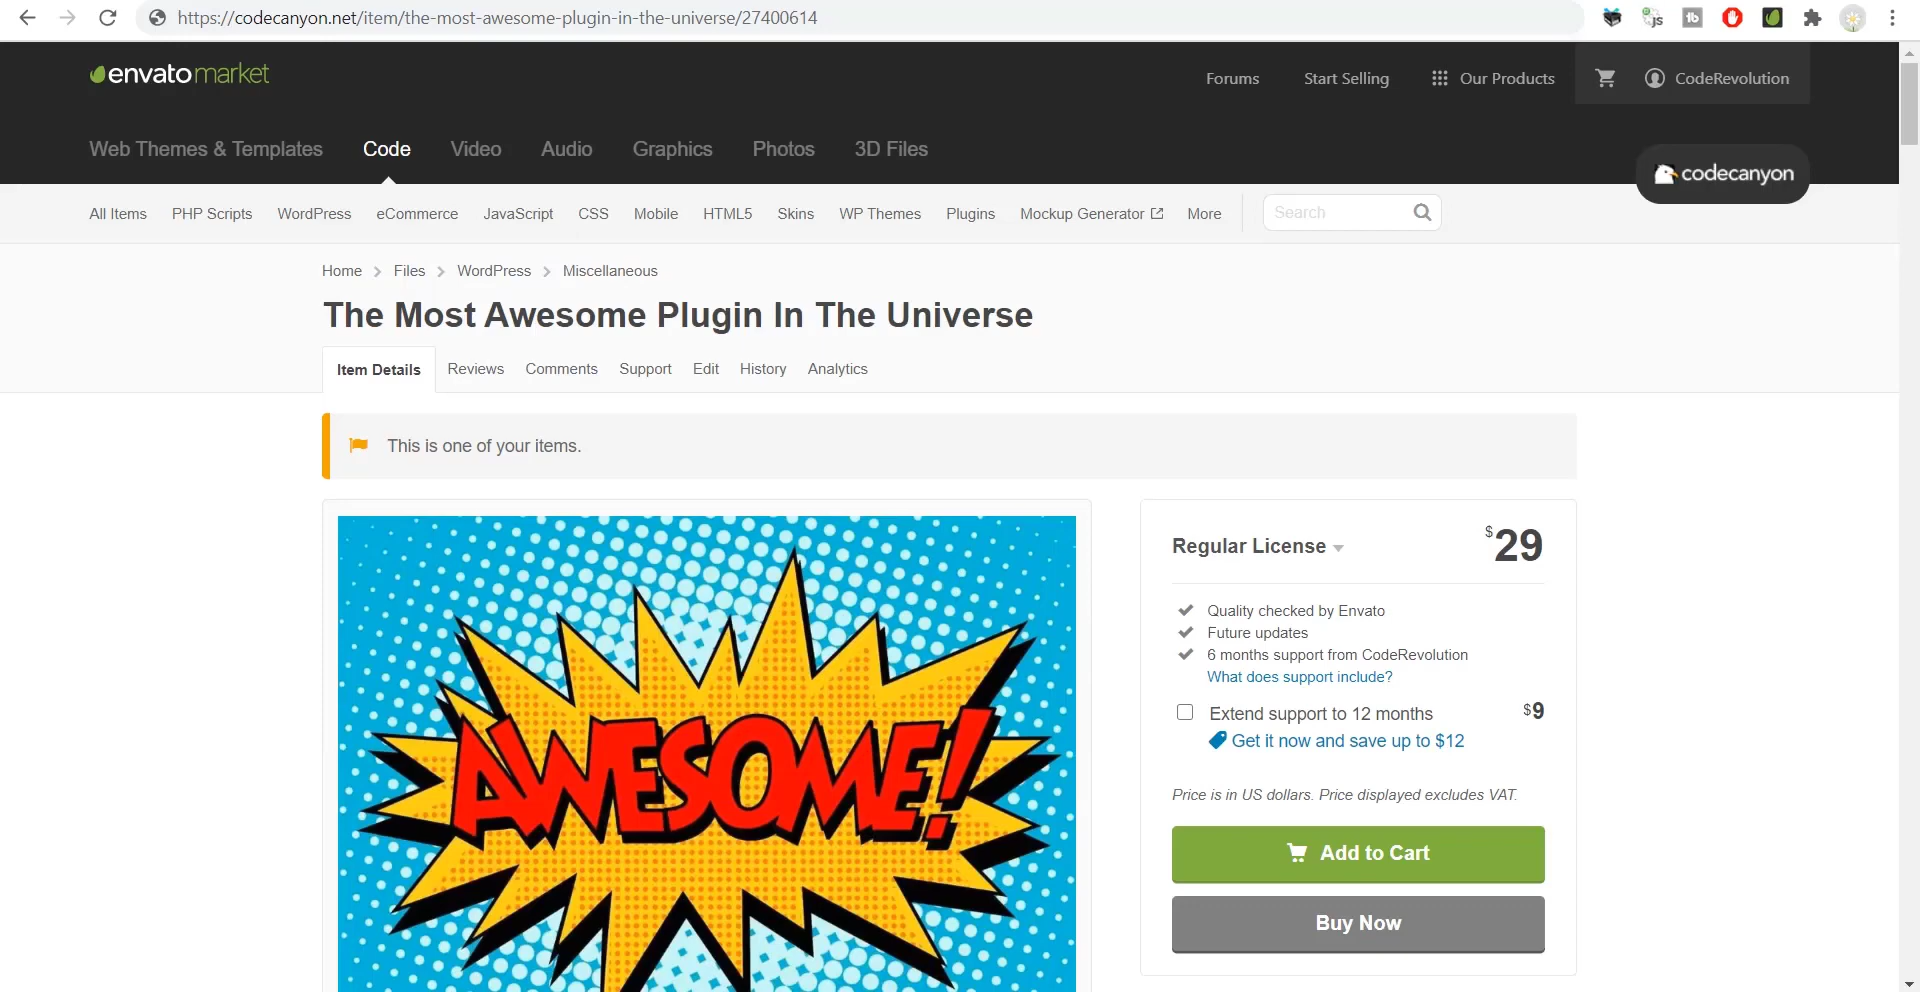 https://codecanyon.net/item/the-most-awesome-plugin-in-the-universe/27400614
envato market
Forums
Start Selling
Our Products
CodeRevolution
Web Themes & Templates
Code
Video
Audio
Graphics
Photos
3D Files
codecanyon
All Items
PHP Scripts
WordPress
eCommerce
JavaScript
CSS
Mobile
HTML5
Skins
WP Themes
Plugins
Mockup Generator
More
Search
Home
Files
WordPress
Miscellaneous
The Most Awesome Plugin In The Universe
Item Details
Reviews
Comments
Support
Edit
History
Analytics
This is one of your items.
AWESOME!
Regular License
$29
Quality checked by Envato
Future updates
6 months support from CodeRevolution
What does support include?
Extend support to 12 months
$9
Get it now and save up to $12
Price is in US dollars. Price displayed excludes VAT.
Add to Cart
Buy Now